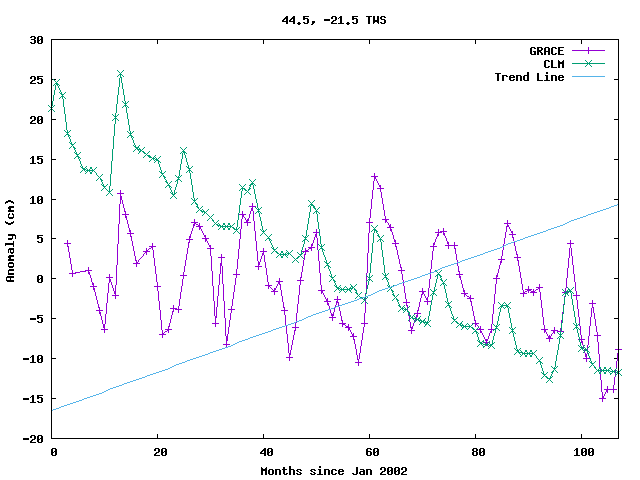 44.5, -21.5 TWS
GRACE
CLM
Trend Line
30
25
20
15
10
5
0
-5
-10
-15
-20
Anomaly (cm)
0 20 40 60 80 100
Months since Jan 2002